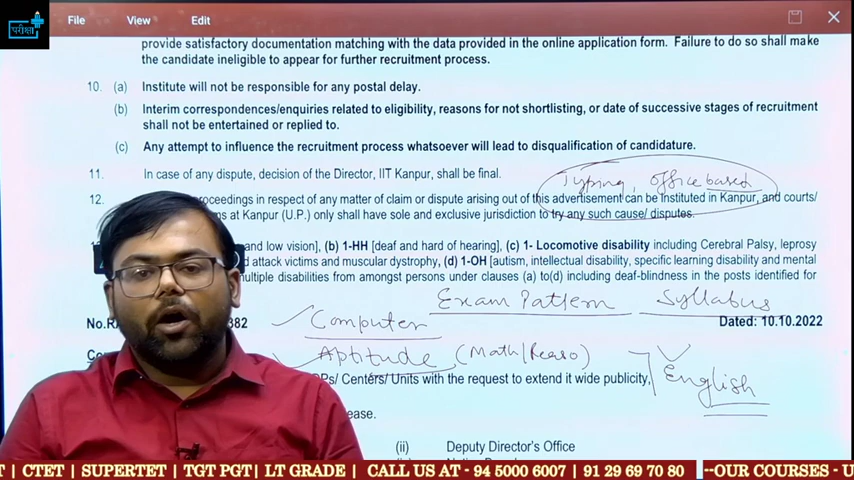 परीक्षा
File View Edit
provide satisfactory documentation matching with the data provided in the online application form. Failure to do so shall make
the candidate ineligible to appear for further recruitment process.
10. (a) Institute will not be responsible for any postal delay.
(b) Interim correspondences/enquiries related to eligibility, reasons for not shortlisting, or date of successive stages of recruitment
shall not be entertained or replied to.
(c) Any attempt to influence the recruitment process whatsoever will lead to disqualification of candidature.
11. In case of any dispute, decision of the Director, IIT Kanpur, shall be final.
Typing, office based
12. proceedings in respect of any matter of claim or dispute arising out of this advertisement can be instituted in Kanpur, and courts/
at Kanpur (U.P.) only shall have sole and exclusive jurisdiction to try any such cause/ disputes.
and low vision], (b) 1-HH [deaf and hard of hearing], (c) 1- Locomotive disability including Cerebral Palsy, leprosy
attack victims and muscular dystrophy, (d) 1-OH [autism, intellectual disability, specific learning disability and mental
multiple disabilities from amongst persons under clauses (a) to(d) including deaf-blindness in the posts identified for
Exam Pattern Syllabus
382 Computer Dated: 10.10.2022
Aptitude (Math/Reaso) English
/ Centers/ Units with the request to extend it wide publicity,
ease.
(ii) Deputy Director's Office
T | CTET | SUPERTET | TGT PGT| LT GRADE | CALL US AT - 94 5000 6007 | 91 29 69 70 80 --OUR COURSES - U